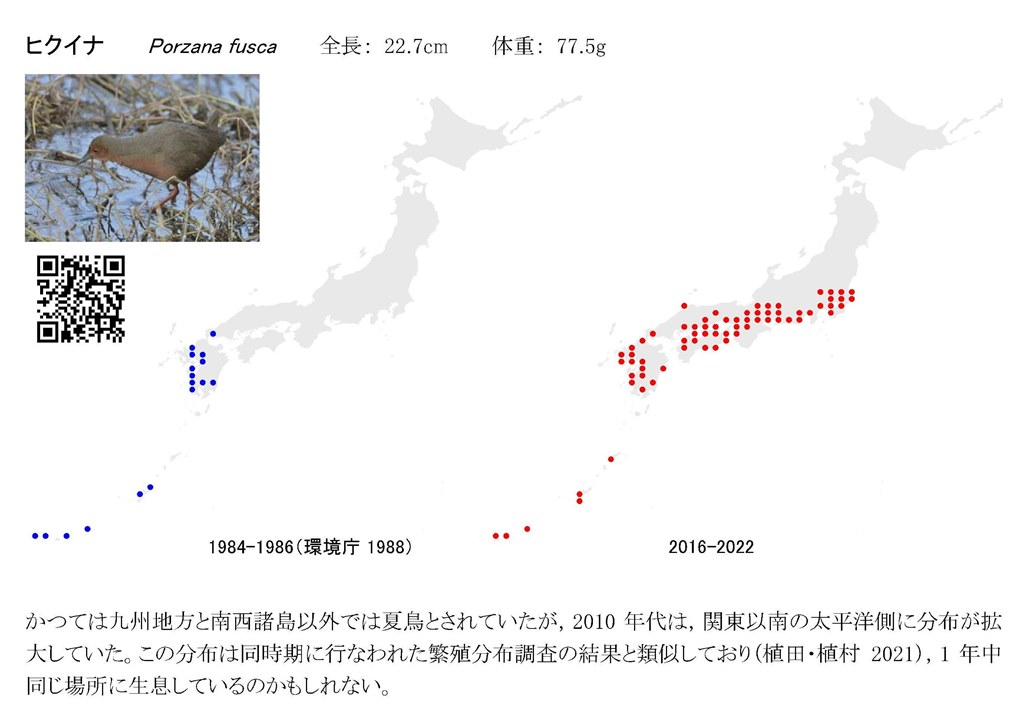 ヒクイナ Porzana fusca 全長： 22.7cm 体重： 77.5g
1984-1986（環境庁 1988）
2016-2022
かつては九州地方と南西諸島以外では夏鳥とされていたが，2010 年代は，関東以南の太平洋側に分布が拡
大していた。この分布は同時期に行なわれた繁殖分布調査の結果と類似しており（植田・植村 2021），1 年中
同じ場所に生息しているのかもしれない。